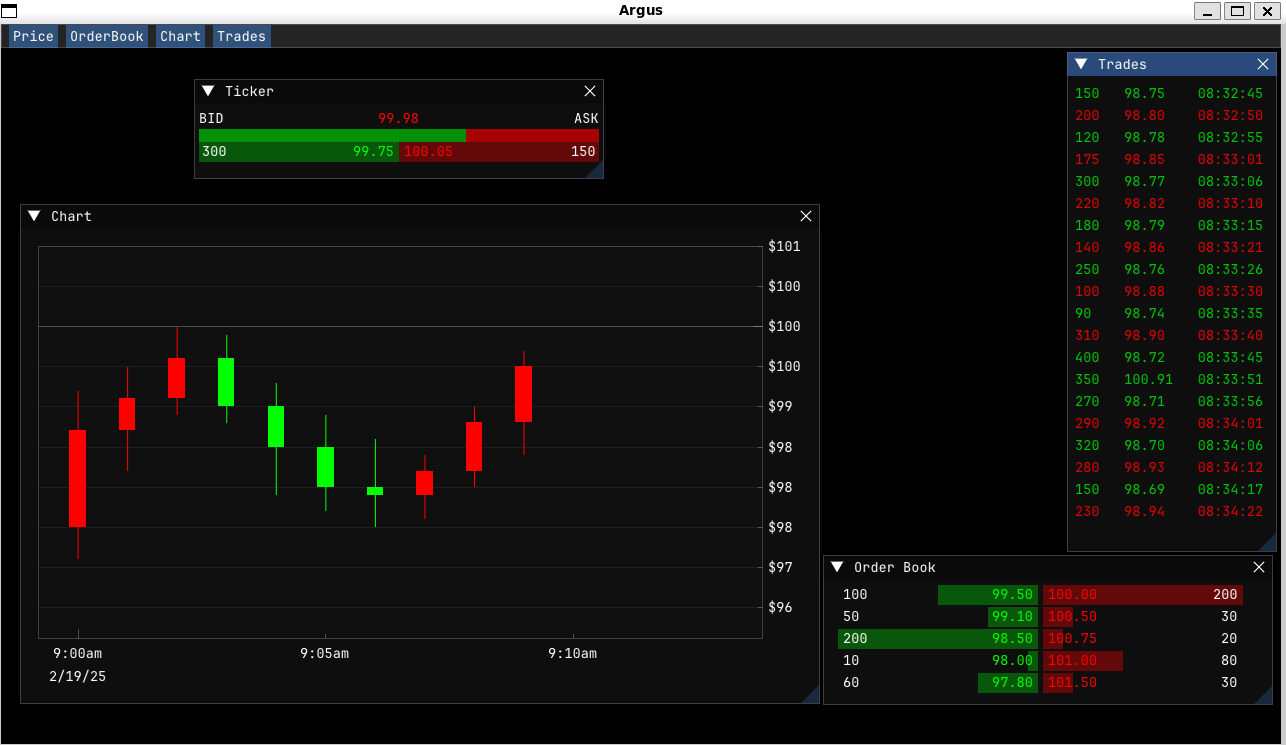 Argus
Price OrderBook Chart Trades
Ticker
BID 99.98 ASK
300 99.75 100.05 150
Chart
$101
$100
$100
$100
$99
$98
$98
$98
$97
$96
9:00am 9:05am 9:10am
2/19/25
Trades
150 98.75 08:32:45
200 98.80 08:32:50
120 98.78 08:32:55
175 98.85 08:33:01
300 98.77 08:33:06
220 98.82 08:33:10
180 98.79 08:33:15
140 98.86 08:33:21
250 98.76 08:33:26
100 98.88 08:33:30
90 98.74 08:33:35
310 98.90 08:33:40
400 98.72 08:33:45
350 100.91 08:33:51
270 98.71 08:33:56
290 98.92 08:34:01
320 98.70 08:34:06
280 98.93 08:34:12
150 98.69 08:34:17
230 98.94 08:34:22
Order Book
100 99.50 100.00 200
50 99.10 100.50 30
200 98.50 100.75 20
10 98.00 101.00 80
60 97.80 101.50 30